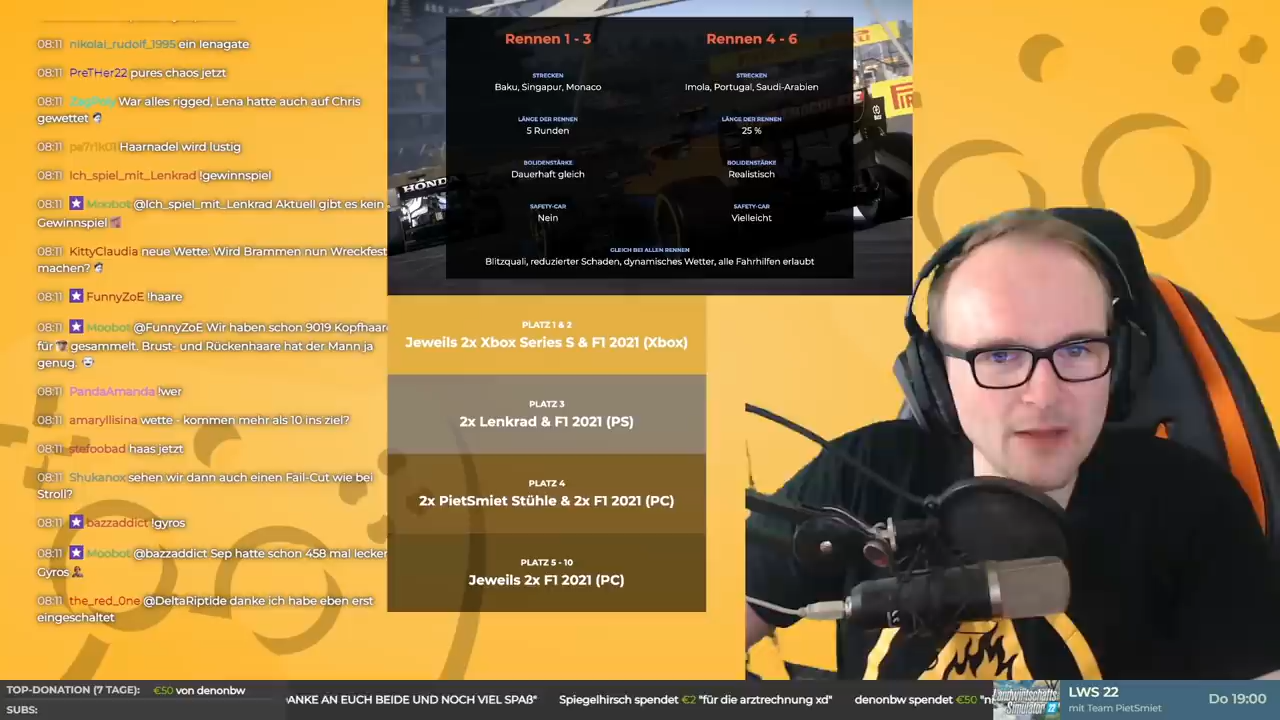 08:11 nikolai_rudolf_1995 ein lenagate
08:11 PreTHer22 pures chaos jetzt
08:11 War alles rigged, Lena hatte auch auf Chris
gewettet
08:11 pa7r1k01 Haarnadel wird lustig
08:11 Ich_spiel_mit_Lenkrad !gewinnspiel
08:11 Moobot @Ich_spiel_mit_Lenkrad Aktuell gibt es kein
Gewinnspiel
08:11 KittyClaudia neue Wette: Wird Brammen nun Wreckfest
machen?
08:11 FunnyZoE !haare
08:11 Moobot @FunnyZoE Wir haben schon 9019 Kopfhaare
für gesammelt. Brust- und Rückenhaare hat der Mann ja
genug.
08:11 PandaAmanda !wer
08:11 amaryllisina wette - kommen mehr als 10 ins ziel?
08:11 stefoobad haas jetzt
08:11 Shukanox sehen wir dann auch einen Fail-Cut wie bei
Stroll?
08:11 bazzaddict !gyros
08:11 Moobot @bazzaddict Sep hatte schon 458 mal lecker
Gyros
08:11 the_red_0ne @DeltaRiptide danke ich habe eben erst
eingeschaltet
Rennen 1 - 3
STRECKEN
Baku, Singapur, Monaco
LÄNGE DER RENNEN
5 Runden
BOLIDENSTÄRKE
Dauerhaft gleich
SAFETY-CAR
Nein
Rennen 4 - 6
STRECKEN
Imola, Portugal, Saudi-Arabien
LÄNGE DER RENNEN
25 %
BOLIDENSTÄRKE
Realistisch
SAFETY-CAR
Vielleicht
GLEICH BEI ALLEN RENNEN
Blitzquali, reduzierter Schaden, dynamisches Wetter, alle Fahrhilfen erlaubt
HONDA
PLATZ 1 & 2
Jeweils 2x Xbox Series S & F1 2021 (Xbox)
PLATZ 3
2x Lenkrad & F1 2021 (PS)
PLATZ 4
2x PietSmiet Stühle & 2x F1 2021 (PC)
PLATZ 5 - 10
Jeweils 2x F1 2021 (PC)
TOP-DONATION (7 TAGE): €50 von denonbw
SUBS:
AN EUCH BEIDE UND NOCH VIEL SPAß" Spiegelhirsch spendet €2 "für die arztrechnung xd" denonbw spendet €50
Landwirtschafts
Simulator 22
LWS 22
mit Team PietSmiet
Do 19:00